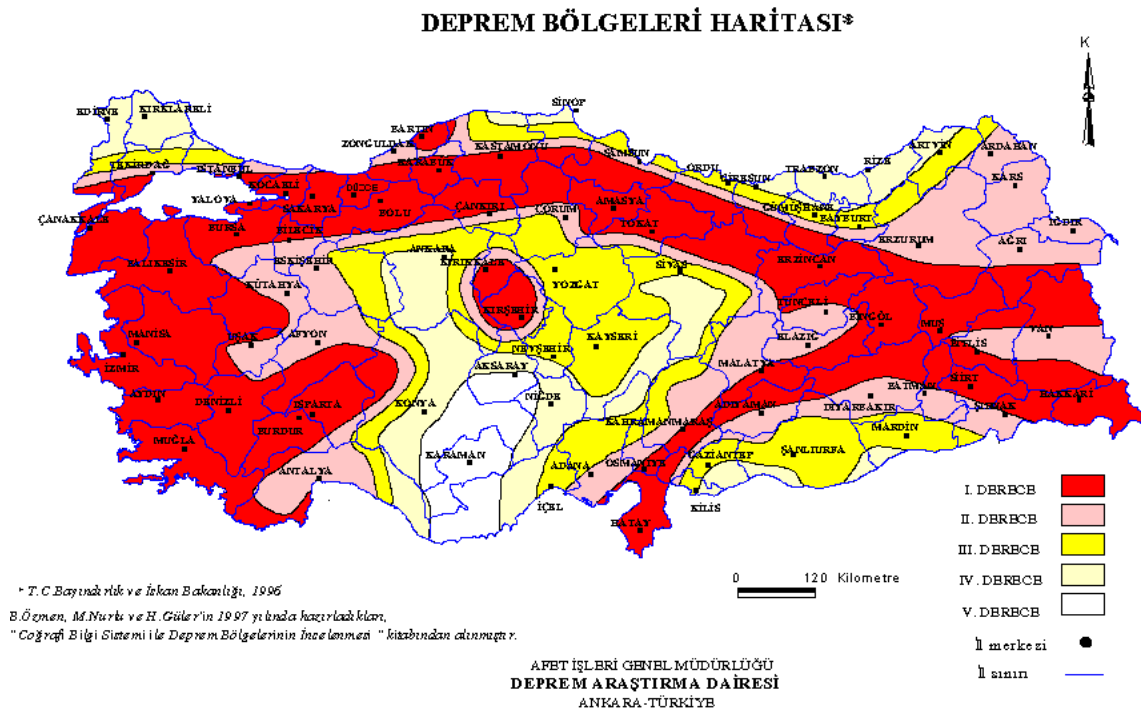 DEPREM BÖLGELERİ HARİTASI*
K
SİNOP
EDİRNE
KIRKLARELİ
BARTIN
ZONGULDAK
KASTAMONU
KARABÜK
SAMSUN
ARTVİN
ARDAHAN
TEKİRDAĞ
İSTANBUL
ORDU
GİRESUN
TRABZON
RİZE
KARS
KOCAELİ
DÜZCE
YALOVA
SAKARYA
BOLU
ÇANKIRI
ÇORUM
AMASYA
TOKAT
GÜMÜŞHANE
BAYBURT
ÇANAKKALE
BURSA
BİLECİK
ERZURUM
IĞDIR
AĞRI
ANKARA
KIRIKKALE
BALIKESİR
ESKİŞEHİR
KÜTAHYA
YOZGAT
SİVAS
ERZİNCAN
TUNCELİ
BİNGÖL
MUŞ
VAN
KIRŞEHİR
MANİSA
UŞAK
AFYON
NEVŞEHİR
KAYSERİ
ELAZIĞ
BİTLİS
İZMİR
AKSARAY
MALATYA
SİİRT
AYDIN
DENİZLİ
ISPARTA
KONYA
NİĞDE
ADIYAMAN
BATMAN
DİYARBAKIR
ŞIRNAK
HAKKARİ
BURDUR
KAHRAMANMARAŞ
MUĞLA
MARDİN
KARAMAN
ADANA
OSMANİYE
GAZİANTEP
ŞANLIURFA
ANTALYA
İÇEL
KİLİS
HATAY
I. DERECE
II. DERECE
III. DERECE
IV. DERECE
V. DERECE
İl merkezi
İl sınırı
0 120 Kilometre
* T.C.Bayındırlık ve İskan Bakanlığı, 1996
B.Özmen, M.Nurlu ve H.Güler'in 1997 yılında hazırladıkları,
"Coğrafi Bilgi Sistemi ile Deprem Bölgelerinin İncelenmesi " kitabından alınmıştır.
AFET İŞLERİ GENEL MÜDÜRLÜĞÜ
DEPREM ARAŞTIRMA DAİRESİ
ANKARA-TÜRKİYE